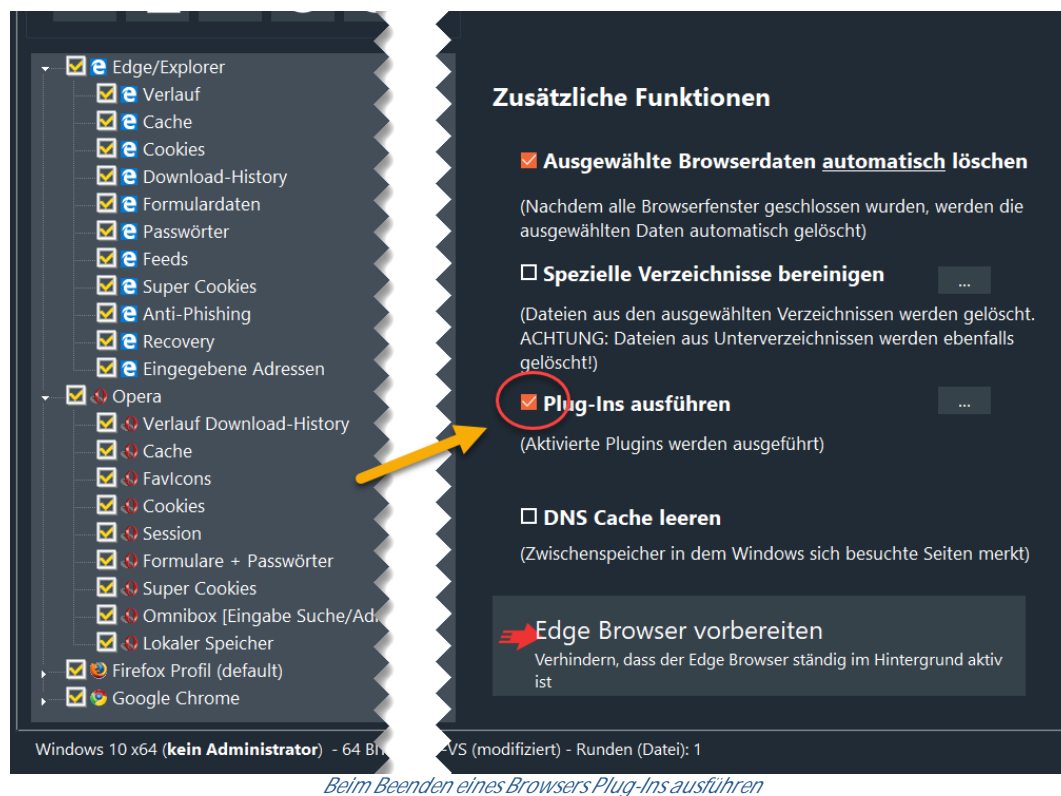 Edge/Explorer
Verlauf
Cache
Cookies
Download-History
Formulardaten
Passwörter
Feeds
Super Cookies
Anti-Phishing
Recovery
Eingegebene Adressen
Opera
Verlauf Download-History
Cache
FavIcons
Cookies
Session
Formulare + Passwörter
Super Cookies
Omnibox [Eingabe Suche/Ad
Lokaler Speicher
Firefox Profil (default)
Google Chrome
Zusätzliche Funktionen
Ausgewählte Browserdaten automatisch löschen
(Nachdem alle Browserfenster geschlossen wurden, werden die
ausgewählten Daten automatisch gelöscht)
Spezielle Verzeichnisse bereinigen
...
(Dateien aus den ausgewählten Verzeichnissen werden gelöscht.
ACHTUNG: Dateien aus Unterverzeichnissen werden ebenfalls
gelöscht!)
Plug-Ins ausführen
...
(Aktivierte Plugins werden ausgeführt)
DNS Cache leeren
(Zwischenspeicher in dem Windows sich besuchte Seiten merkt)
Edge Browser vorbereiten
Verhindern, dass der Edge Browser ständig im Hintergrund aktiv
ist
Windows 10 x64 (kein Administrator) - 64 Bi -VS (modifiziert) - Runden (Datei): 1
Beim Beenden eines Browsers Plug-Ins ausführen